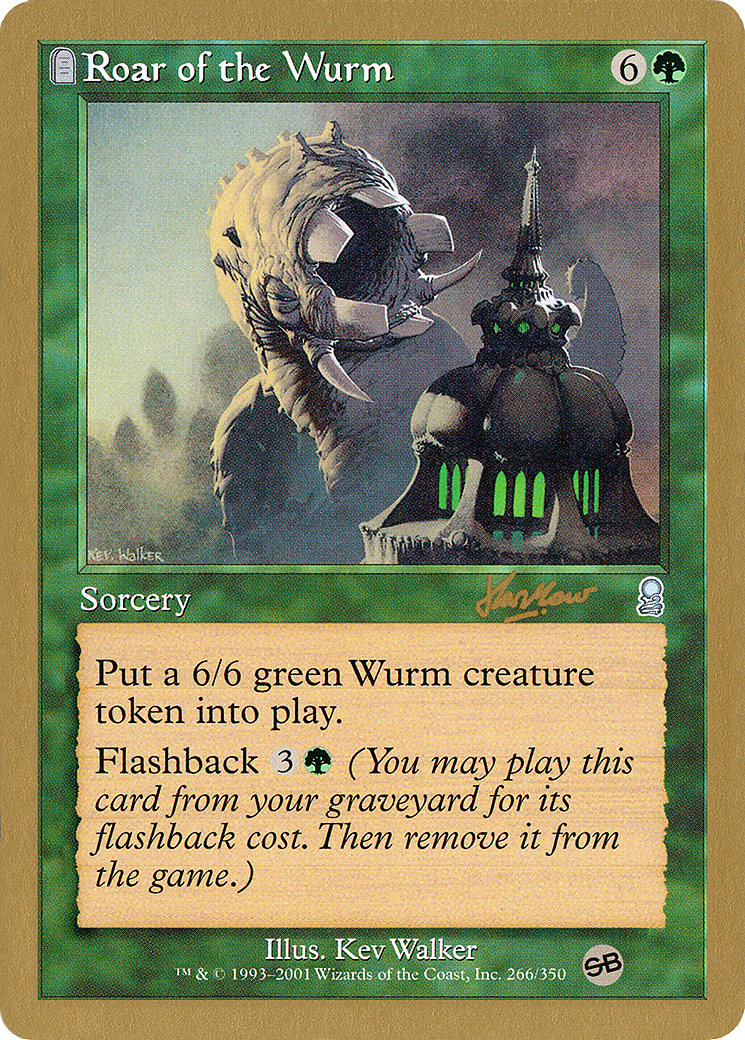 Roar of the Wurm 6
KEV. WALKER
Sorcery
Put a 6/6 green Wurm creature
token into play.
Flashback 3 (You may play this
card from your graveyard for its
flashback cost. Then remove it from
the game.)
Illus. Kev Walker
™ & © 1993–2001 Wizards of the Coast, Inc. 266/350
SB